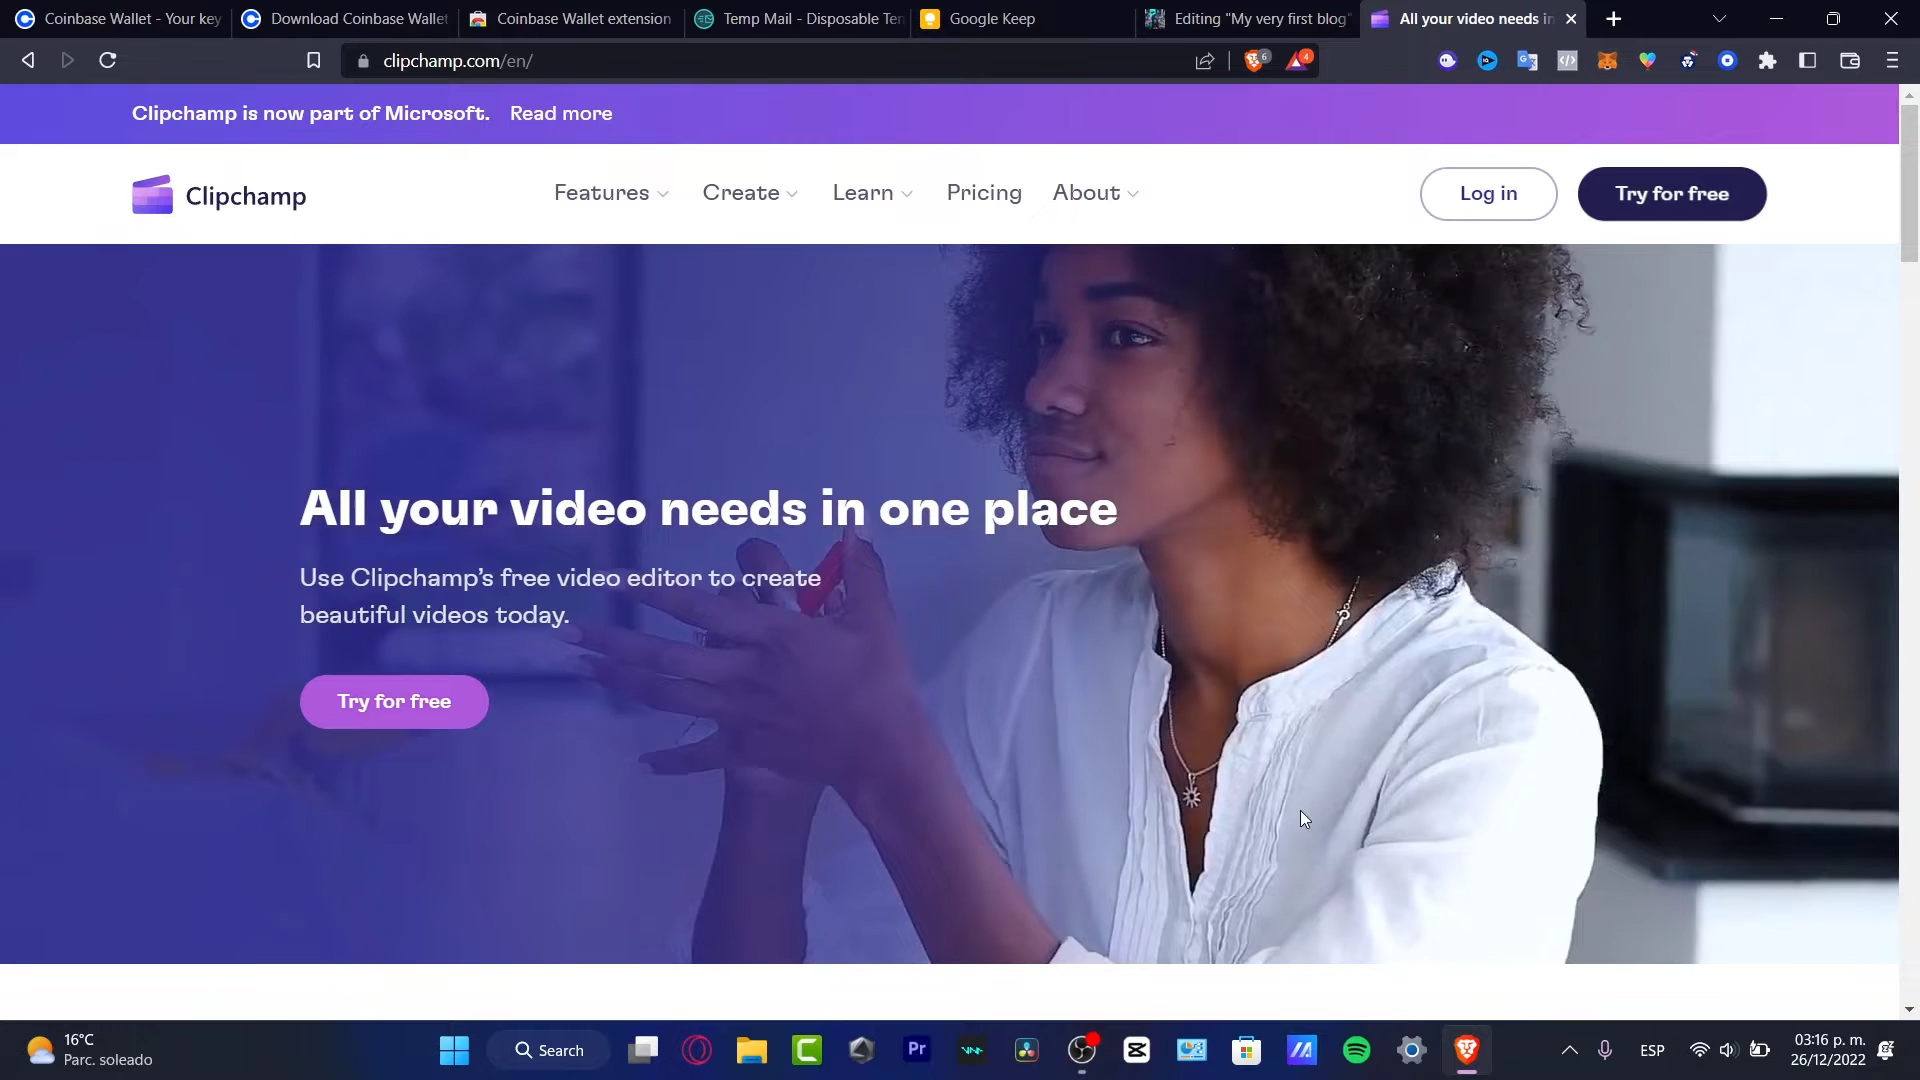 Coinbase Wallet - Your key
Download Coinbase Wallet
Coinbase Wallet extension
Temp Mail - Disposable Ten
Google Keep
Editing "My very first blog"
All your video needs in
clipchamp.com/en/
6
4
Clipchamp is now part of Microsoft. Read more
Clipchamp
Features
Create
Learn
Pricing
About
Log in
Try for free
All your video needs in one place
Use Clipchamp's free video editor to create
beautiful videos today.
Try for free
16°C
Parc. soleado
Search
Pr
ESP
03:16 p. m.
26/12/2022